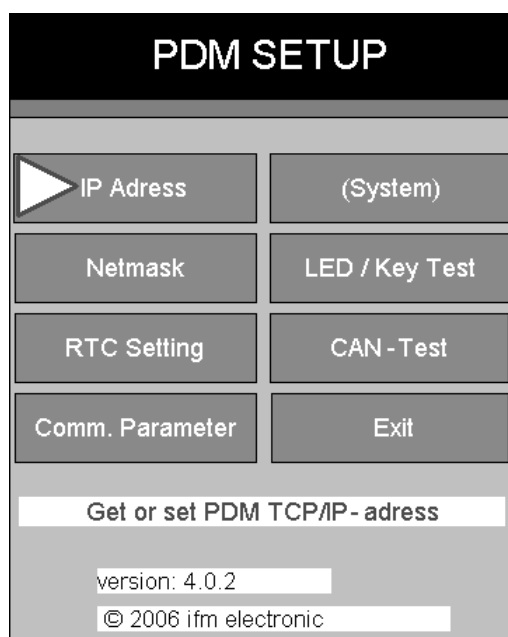 PDM SETUP
IP Adress
(System)
Netmask
LED / Key Test
RTC Setting
CAN-Test
Comm. Parameter
Exit
Get or set PDM TCP/IP-adress
version: 4.0.2
© 2006 ifm electronic